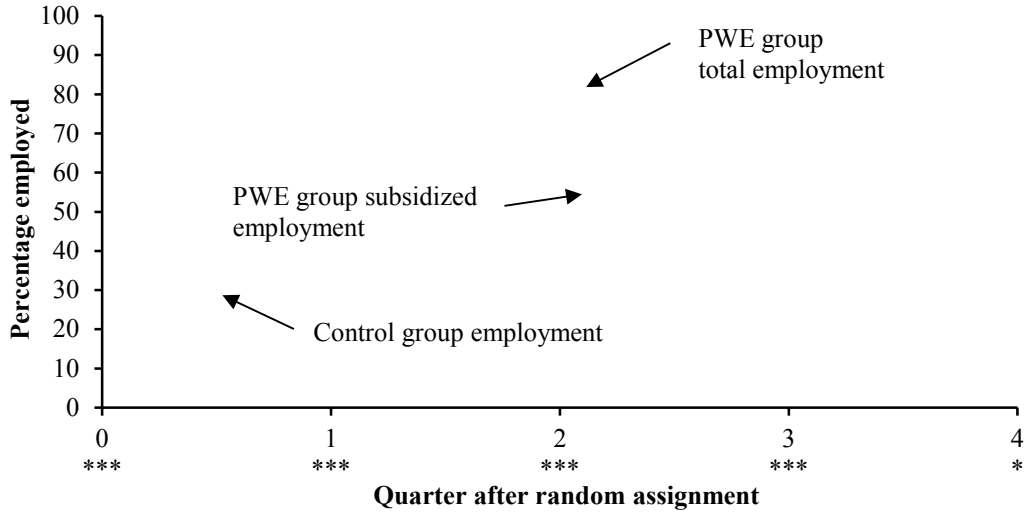 100
90
80
70
60
50
40
30
20
10
0
Percentage employed
PWE group
total employment
PWE group subsidized
employment
Control group employment
0 1 2 3 4
*** *** *** *** *
Quarter after random assignment